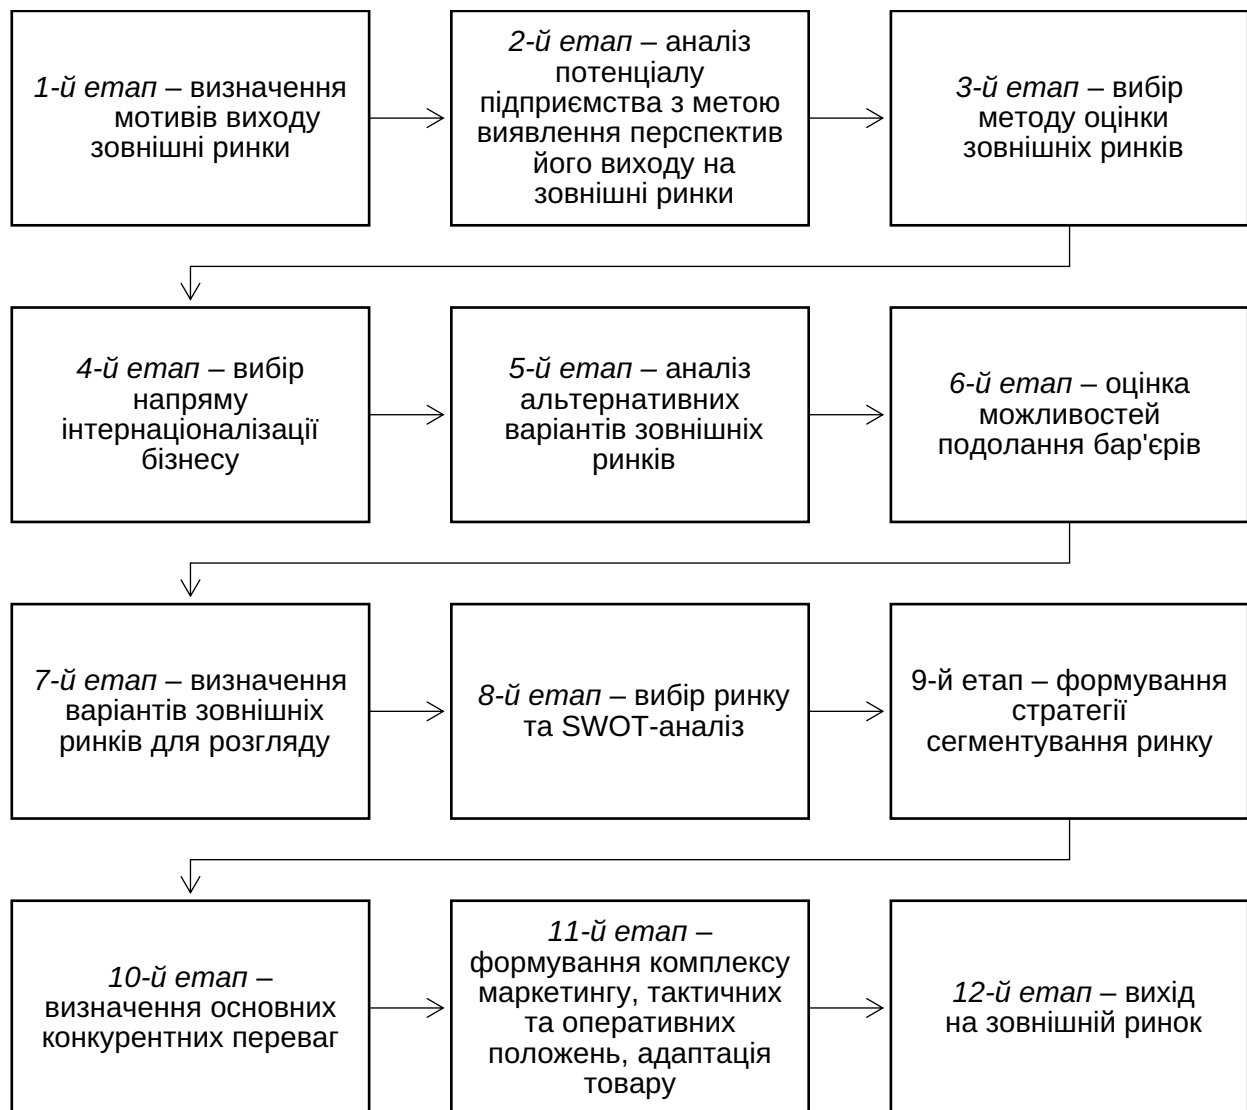 1-й етап – визначення
мотивів виходу
зовнішні ринки
2-й етап – аналіз
потенціалу
підприємства з метою
виявлення перспектив
його виходу на
зовнішні ринки
3-й етап – вибір
методу оцінки
зовнішніх ринків
4-й етап – вибір
напряму
інтернаціоналізації
бізнесу
5-й етап – аналіз
альтернативних
варіантів зовнішніх
ринків
6-й етап – оцінка
можливостей
подолання бар'єрів
7-й етап – визначення
варіантів зовнішніх
ринків для розгляду
8-й етап – вибір ринку
та SWOT-аналіз
9-й етап – формування
стратегії
сегментування ринку
10-й етап –
визначення основних
конкурентних переваг
11-й етап –
формування комплексу
маркетингу, тактичних
та оперативних
положень, адаптація
товару
12-й етап – вихід
на зовнішній ринок